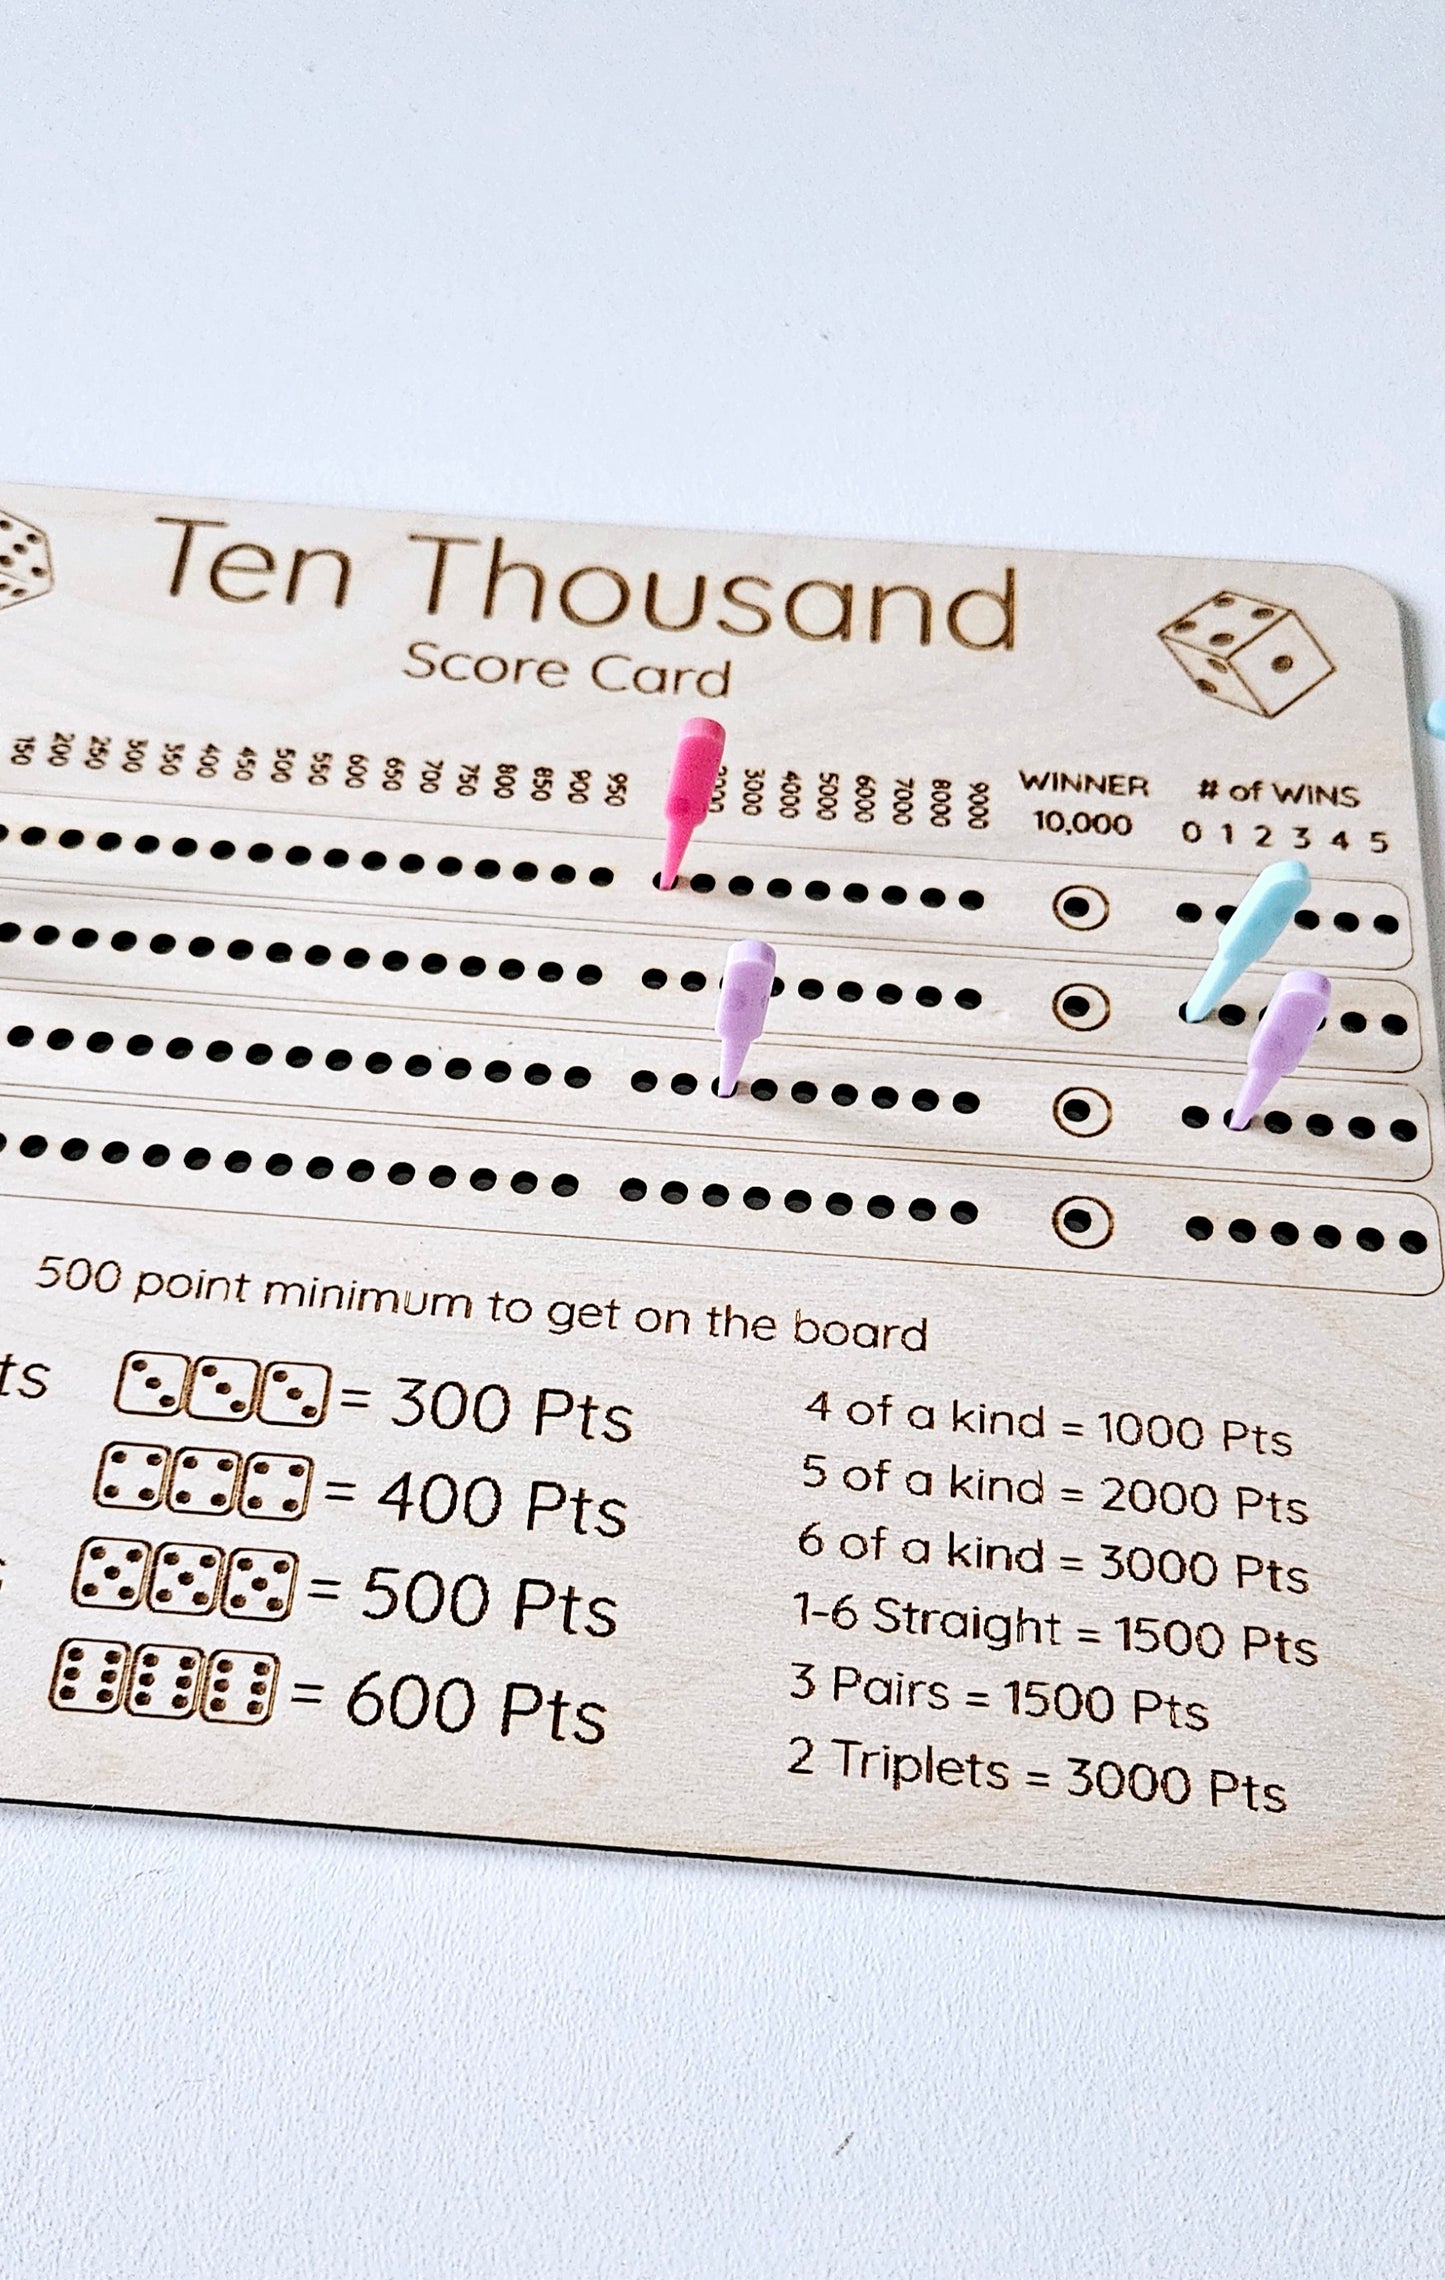 Ten Thousand
Score Card
150 200 250 300 350 400 450 500 550 600 650 700 750 800 850 900 950 3000 4000 5000 6000 7000 8000 9000
WINNER
10,000
# of WINS
0 1 2 3 4 5
500 point minimum to get on the board
ts
= 300 Pts
= 400 Pts
= 500 Pts
= 600 Pts
4 of a kind = 1000 Pts
5 of a kind = 2000 Pts
6 of a kind = 3000 Pts
1-6 Straight = 1500 Pts
3 Pairs = 1500 Pts
2 Triplets = 3000 Pts